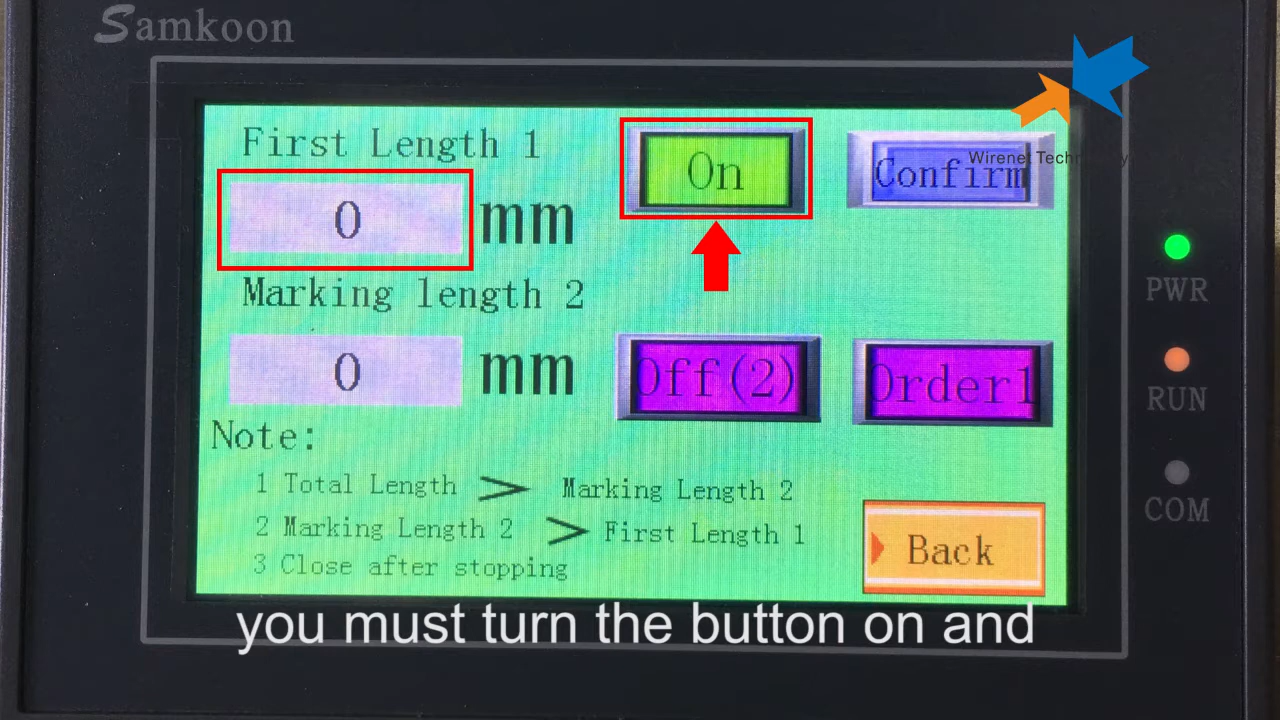 Samkoon
First Length 1
On
Confirm
Wirenet Technology
0 mm
PWR
Marking length 2
0 mm
Off(2)
Order1
RUN
Note:
1 Total Length > Marking Length 2
2 Marking Length 2 > First Length 1
3 Close after stopping
COM
Back
you must turn the button on and